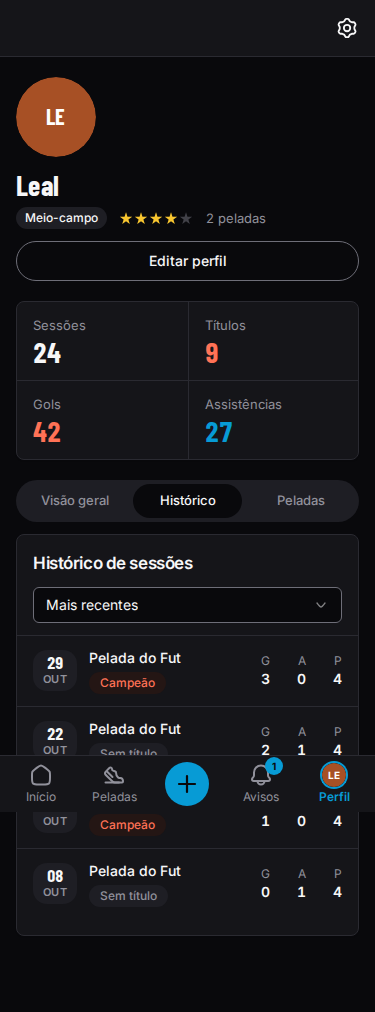 LE
Leal
Meio-campo 2 peladas
Editar perfil
Sessões Títulos
24 9
Gols Assistências
42 27
Visão geral Histórico Peladas
Histórico de sessões
Mais recentes
29 Pelada do Fut G A P
OUT Campeão 3 0 4
22 Pelada do Fut G A P
OUT Sem título 2 1 4
1
LE
Início Peladas Avisos Perfil
OUT Campeão 1 0 4
08 Pelada do Fut G A P
OUT Sem título 0 1 4